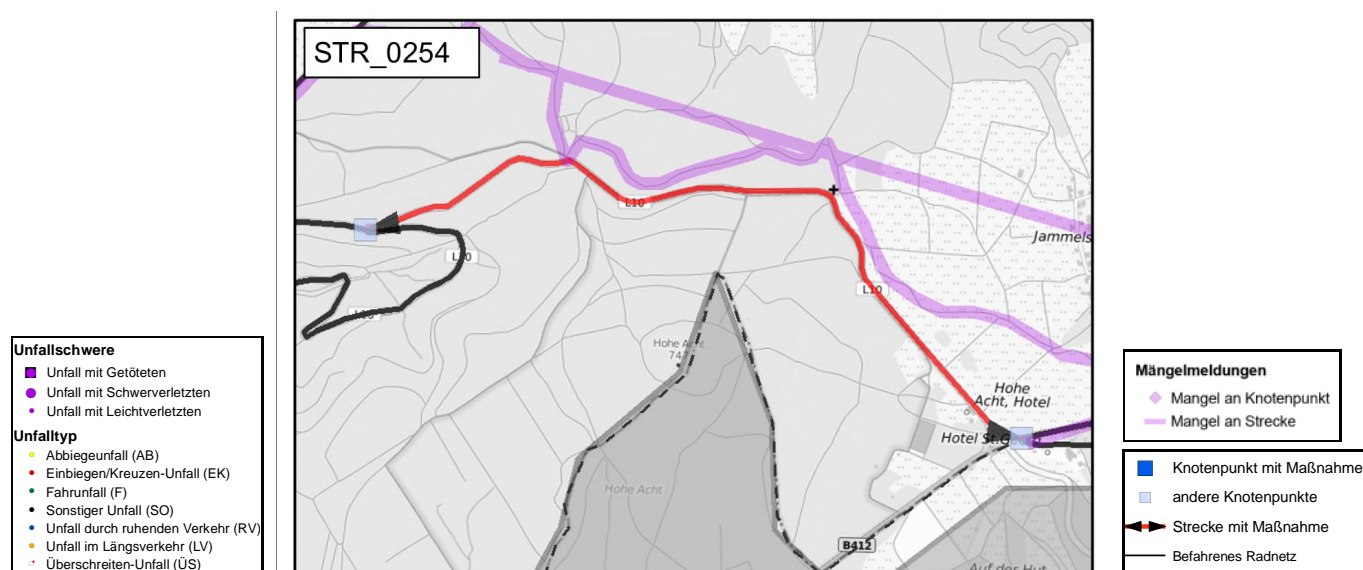 STR_0254
L10
Jammels
L10
L10
L10
Hohe Acht
747
Hohe
Acht, Hotel
Hotel St.G
Hohe Acht
B412
Auf der Hut
Unfallschwere
Unfall mit Getöteten
Unfall mit Schwerverletzten
Unfall mit Leichtverletzten
Unfalltyp
Abbiegeunfall (AB)
Einbiegen/Kreuzen-Unfall (EK)
Fahrunfall (F)
Sonstiger Unfall (SO)
Unfall durch ruhenden Verkehr (RV)
Unfall im Längsverkehr (LV)
Überschreiten-Unfall (ÜS)
Mängelmeldungen
Mangel an Knotenpunkt
Mangel an Strecke
Knotenpunkt mit Maßnahme
andere Knotenpunkte
Strecke mit Maßnahme
Befahrenes Radnetz